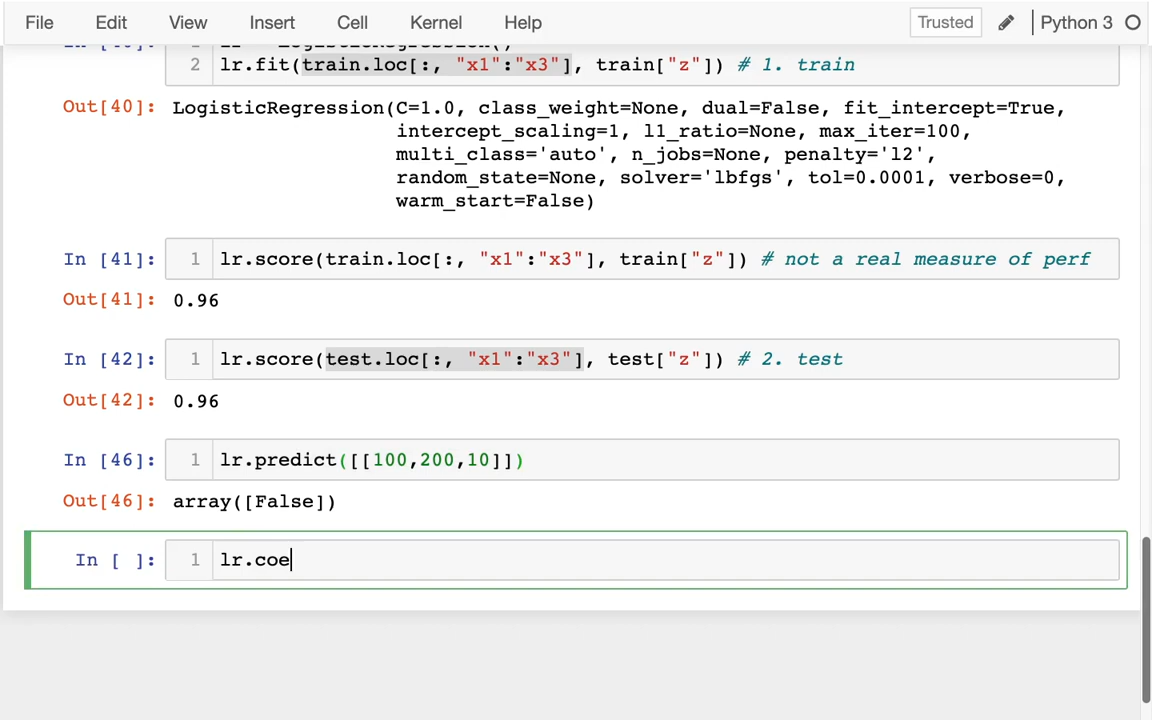 File Edit View Insert Cell Kernel Help Trusted Python 3
2 lr.fit(train.loc[:, "x1":"x3"], train["z"]) # 1. train
Out[40]: LogisticRegression(C=1.0, class_weight=None, dual=False, fit_intercept=True,
intercept_scaling=1, l1_ratio=None, max_iter=100,
multi_class='auto', n_jobs=None, penalty='l2',
random_state=None, solver='lbfgs', tol=0.0001, verbose=0,
warm_start=False)
In [41]: 1 lr.score(train.loc[:, "x1":"x3"], train["z"]) # not a real measure of perf
Out[41]: 0.96
In [42]: 1 lr.score(test.loc[:, "x1":"x3"], test["z"]) # 2. test
Out[42]: 0.96
In [46]: 1 lr.predict([[100,200,10]])
Out[46]: array([False])
In [ ]: 1 lr.coe